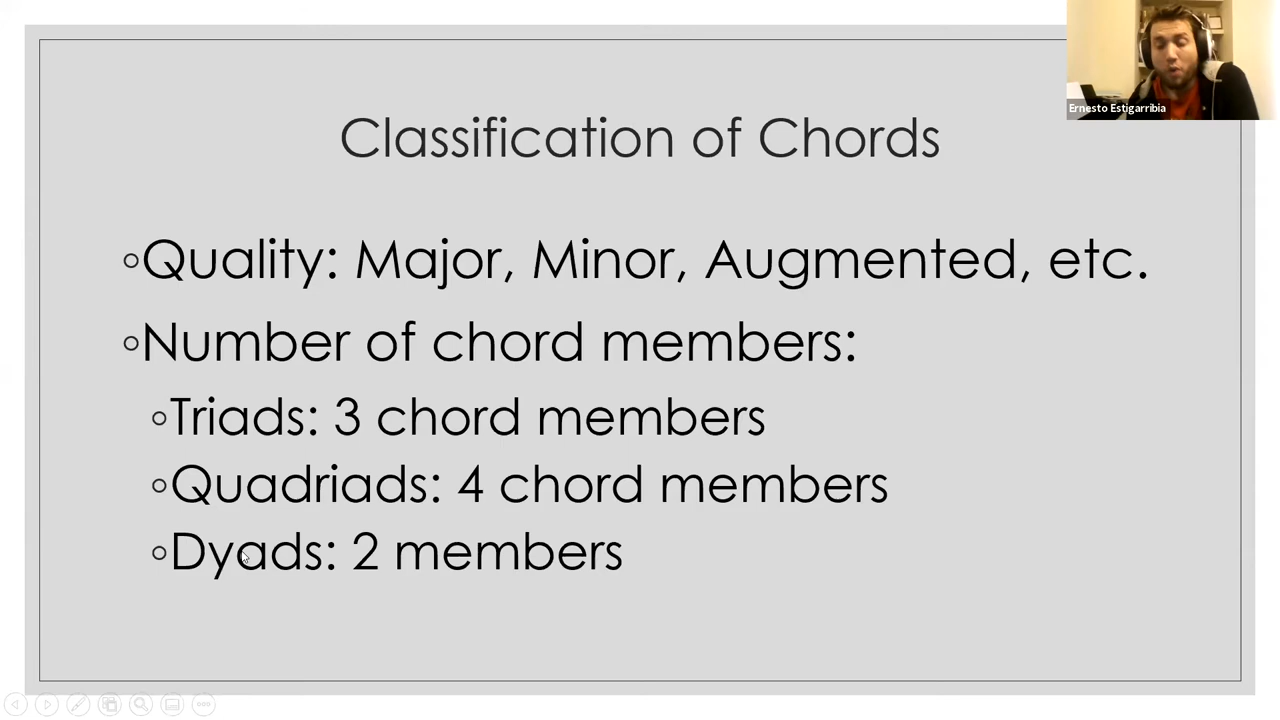 Ernesto Estigarribia
Classification of Chords
◦Quality: Major, Minor, Augmented, etc.
◦Number of chord members:
◦Triads: 3 chord members
◦Quadriads: 4 chord members
◦Dyads: 2 members